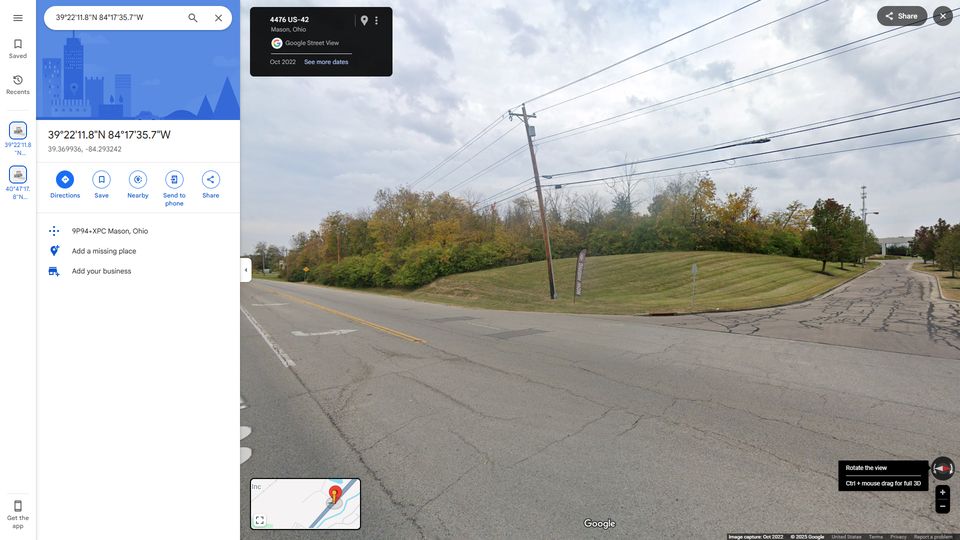 39°22'11.8"N 84°17'35.7"W
Saved
Recents
39°22'11.8
"N...
40°47'17.
8"N...
Get the
app
39°22'11.8"N 84°17'35.7"W
39.369936, -84.293242
Directions
Save
Nearby
Send to
phone
Share
9P94+XPC Mason, Ohio
Add a missing place
Add your business
4476 US-42
Mason, Ohio
Google Street View
Oct 2022 See more dates
Share
Inc
Rotate the view
Ctrl + mouse drag for full 3D
Google
Image capture: Oct 2022 © 2025 Google United States Terms Privacy Report a problem